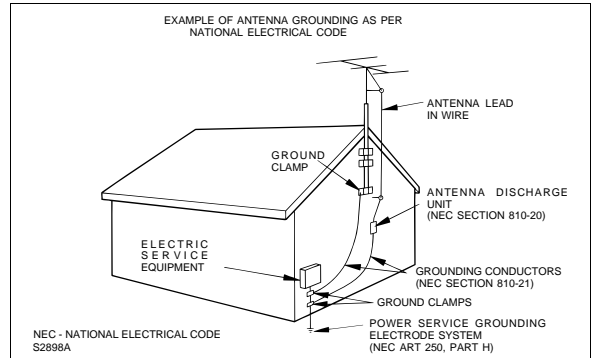 EXAMPLE OF ANTENNA GROUNDING AS PER
NATIONAL ELECTRICAL CODE
ANTENNA LEAD
IN WIRE
GROUND
CLAMP
ANTENNA DISCHARGE
UNIT
(NEC SECTION 810-20)
ELECTRIC
SERVICE
EQUIPMENT
GROUNDING CONDUCTORS
(NEC SECTION 810-21)
GROUND CLAMPS
POWER SERVICE GROUNDING
ELECTRODE SYSTEM
(NEC ART 250, PART H)
NEC - NATIONAL ELECTRICAL CODE
S2898A